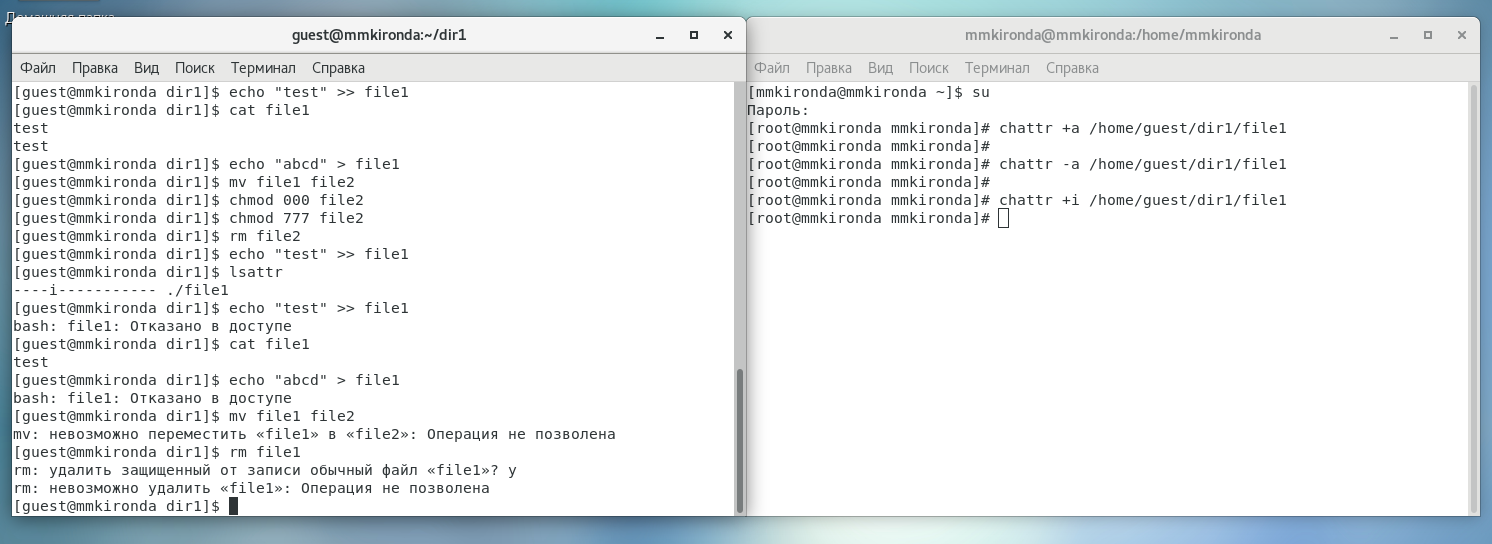 Домашняя папка
guest@mmkironda:~/dir1
Файл Правка Вид Поиск Терминал Справка
[guest@mmkironda dir1]$ echo "test" >> file1
[guest@mmkironda dir1]$ cat file1
test
test
[guest@mmkironda dir1]$ echo "abcd" > file1
[guest@mmkironda dir1]$ mv file1 file2
[guest@mmkironda dir1]$ chmod 000 file2
[guest@mmkironda dir1]$ chmod 777 file2
[guest@mmkironda dir1]$ rm file2
[guest@mmkironda dir1]$ echo "test" >> file1
[guest@mmkironda dir1]$ lsattr
----i----------- ./file1
[guest@mmkironda dir1]$ echo "test" >> file1
bash: file1: Отказано в доступе
[guest@mmkironda dir1]$ cat file1
test
[guest@mmkironda dir1]$ echo "abcd" > file1
bash: file1: Отказано в доступе
[guest@mmkironda dir1]$ mv file1 file2
mv: невозможно переместить «file1» в «file2»: Операция не позволена
[guest@mmkironda dir1]$ rm file1
rm: удалить защищенный от записи обычный файл «file1»? y
rm: невозможно удалить «file1»: Операция не позволена
[guest@mmkironda dir1]$
mmkironda@mmkironda:/home/mmkironda
Файл Правка Вид Поиск Терминал Справка
[mmkironda@mmkironda ~]$ su
Пароль:
[root@mmkironda mmkironda]# chattr +a /home/guest/dir1/file1
[root@mmkironda mmkironda]#
[root@mmkironda mmkironda]# chattr -a /home/guest/dir1/file1
[root@mmkironda mmkironda]#
[root@mmkironda mmkironda]# chattr +i /home/guest/dir1/file1
[root@mmkironda mmkironda]#